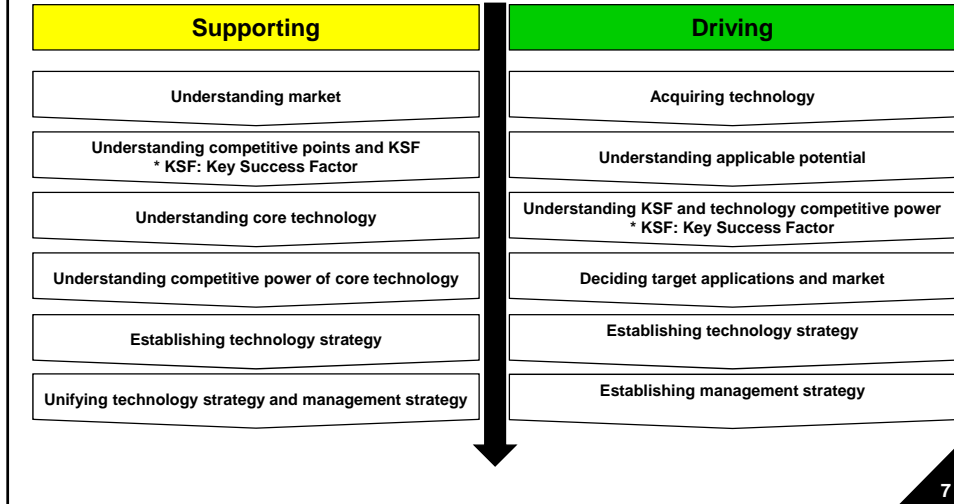 Supporting
Understanding market
Understanding competitive points and KSF
* KSF: Key Success Factor
Understanding core technology
Understanding competitive power of core technology
Establishing technology strategy
Unifying technology strategy and management strategy
Driving
Acquiring technology
Understanding applicable potential
Understanding KSF and technology competitive power
* KSF: Key Success Factor
Deciding target applications and market
Establishing technology strategy
Establishing management strategy
7